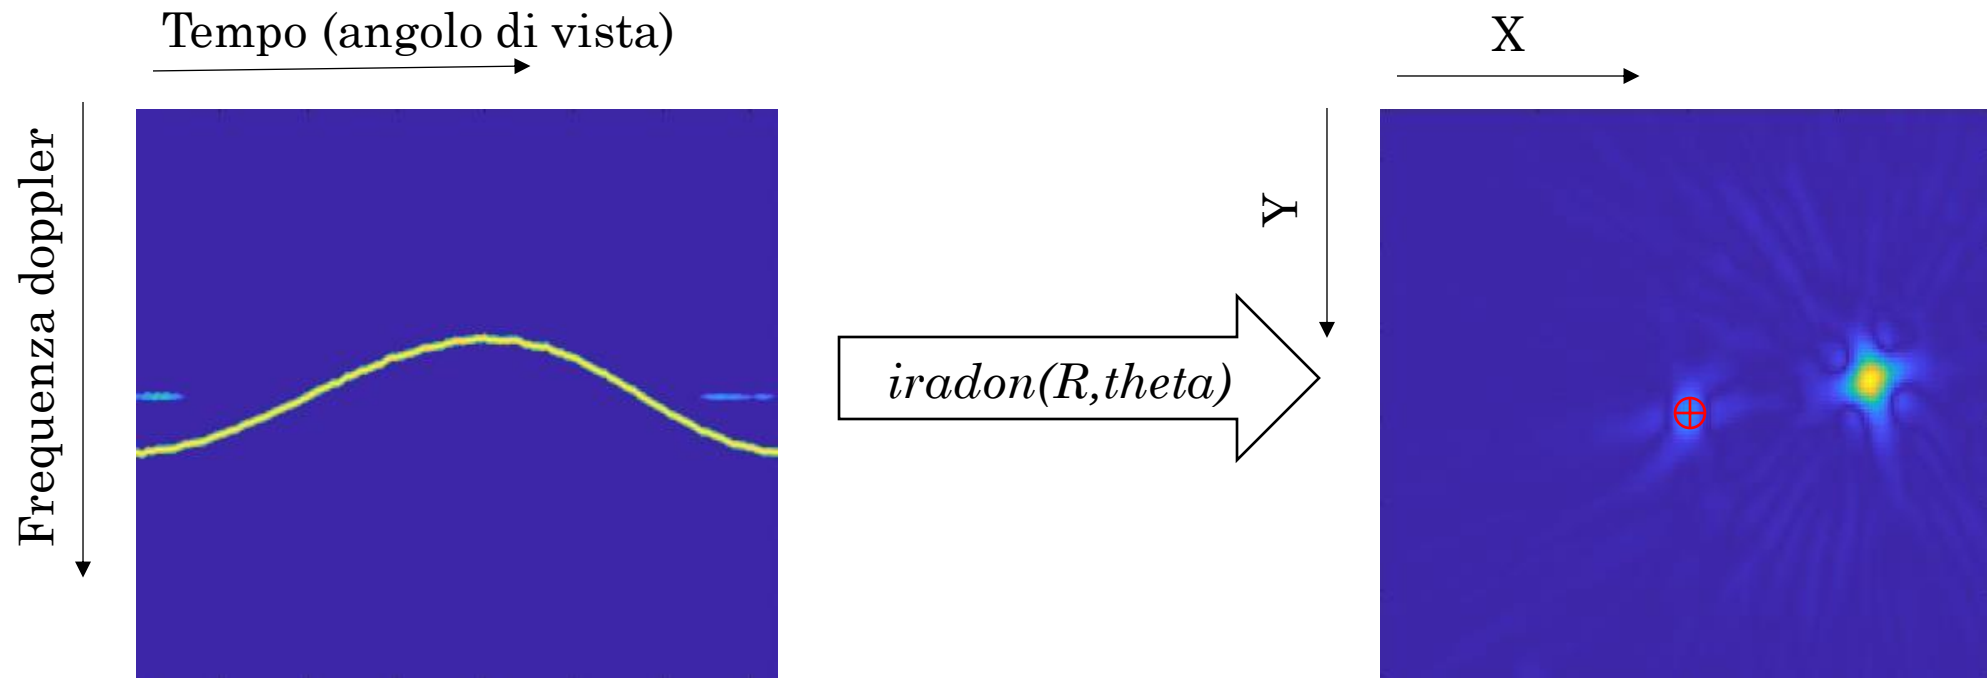 Tempo (angolo di vista)
X
Frequenza doppler
Y
iradon(R,theta)